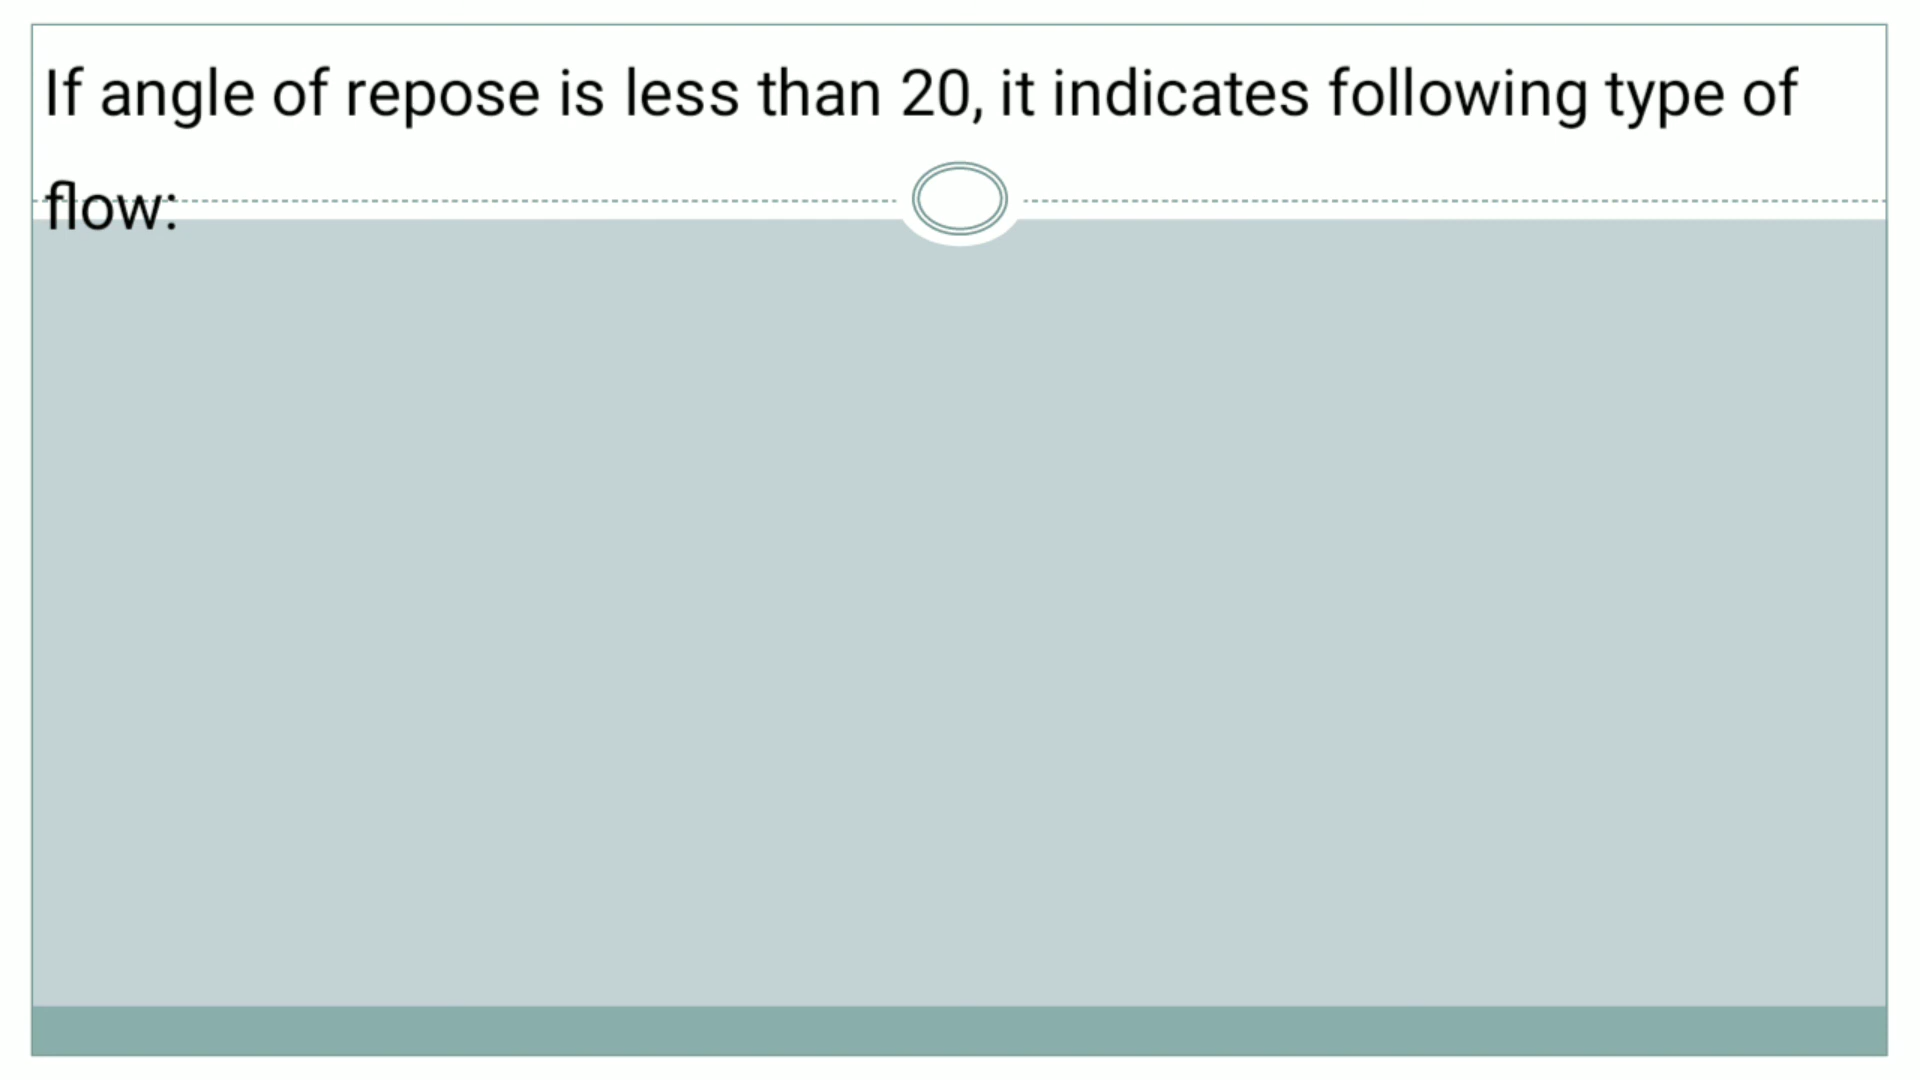 If angle of repose is less than 20, it indicates following type of
flow: